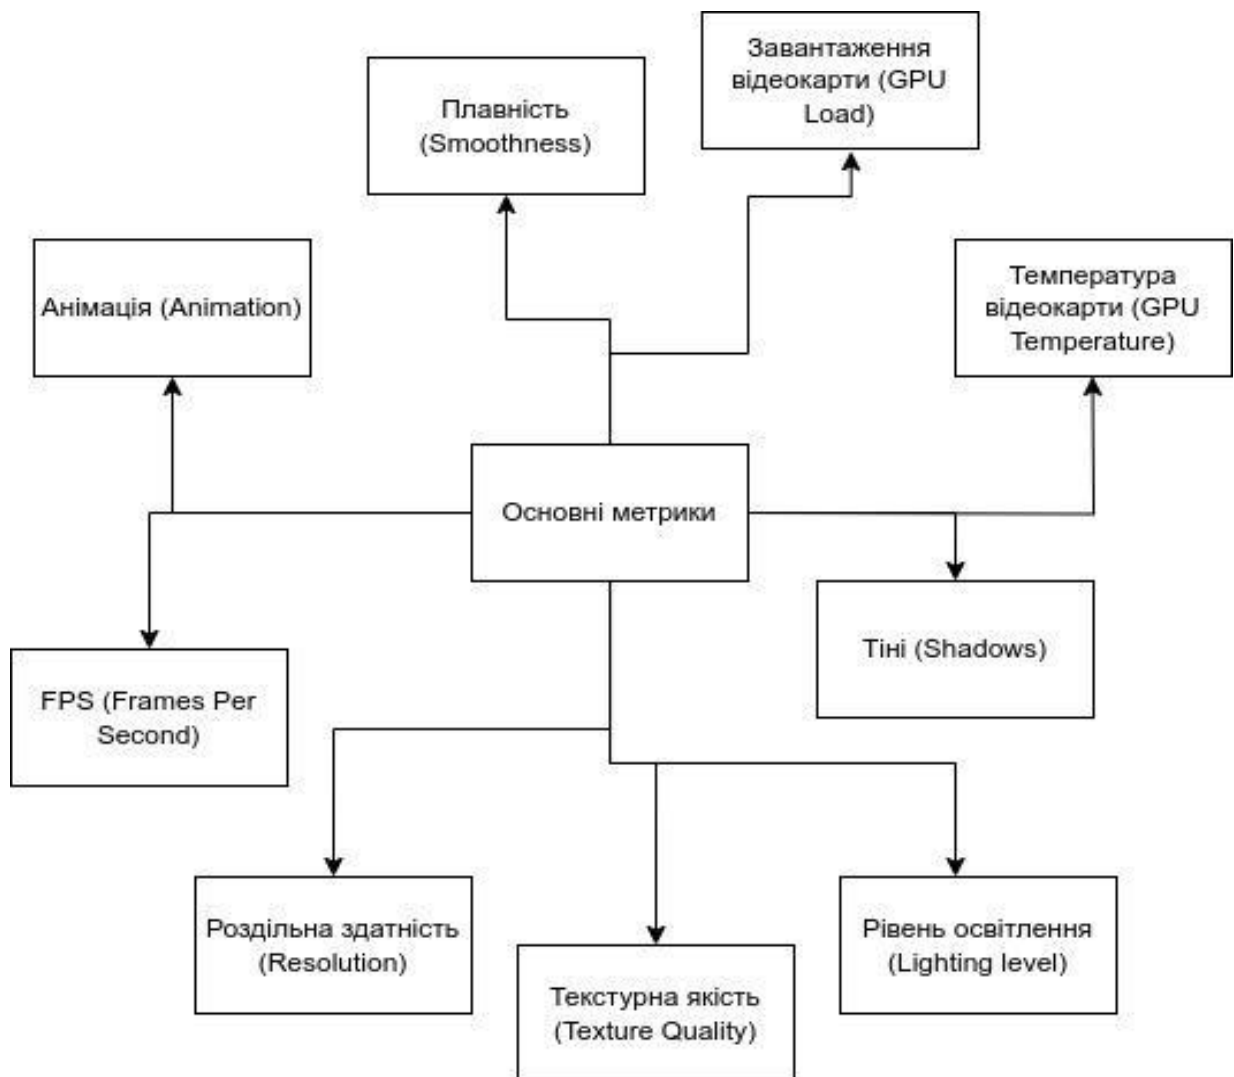 Завантаження
відеокарти (GPU
Load)
Плавність
(Smoothness)
Анімація (Animation)
Температура
відеокарти (GPU
Temperature)
Основні метрики
Тіні (Shadows)
FPS (Frames Per
Second)
Роздільна здатність
(Resolution)
Текстурна якість
(Texture Quality)
Рівень освітлення
(Lighting level)